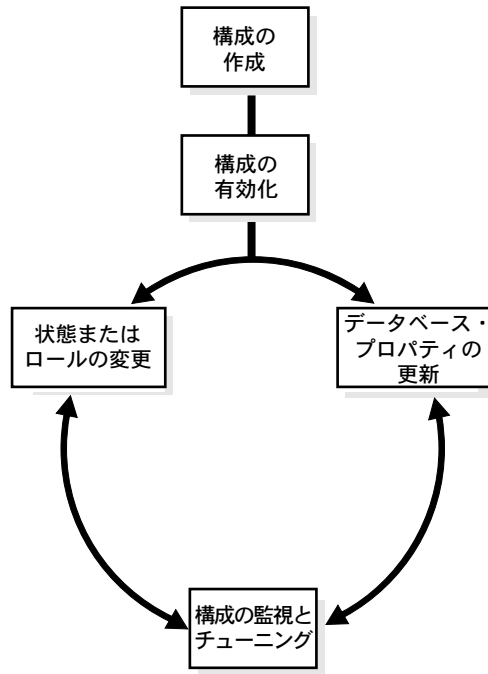 構成の
作成
構成の
有効化
状態または
ロールの変更
データベース・
プロパティの
更新
構成の監視と
チューニング